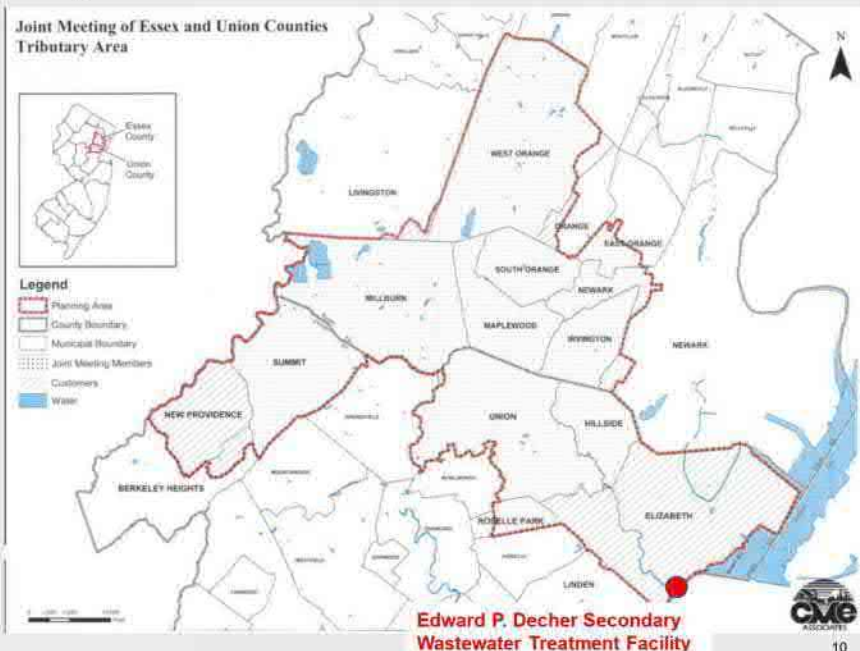 Joint Meeting of Essex and Union Counties
Tributary Area
N
Essex
County
Union
County
WEST ORANGE
LIVINGSTON
ORANGE
EAST ORANGE
SOUTH ORANGE
NEWARK
MILLBURN
MAPLEWOOD
IRVINGTON
NEWARK
SUMMIT
NEW PROVIDENCE
UNION
HILLSIDE
BERKELEY HEIGHTS
ELIZABETH
ROSELLE PARK
LINDEN
Legend
Planning Area
County Boundary
Municipal Boundary
Joint Meeting Members
Customers
Water
Edward P. Decher Secondary
Wastewater Treatment Facility
cme
ASSOCIATES
10